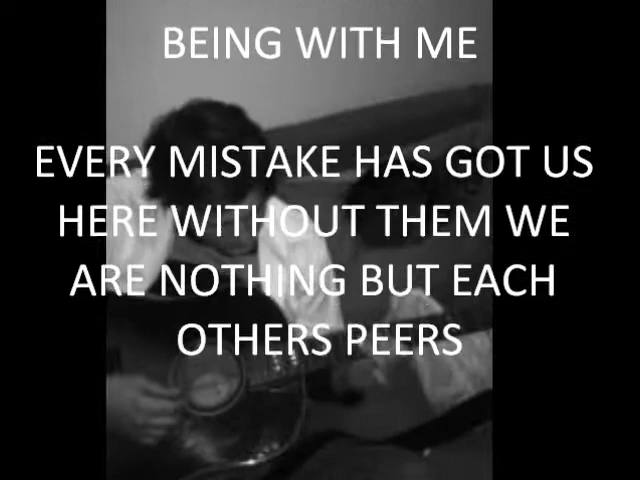 BEING WITH ME
EVERY MISTAKE HAS GOT US
HERE WITHOUT THEM WE
ARE NOTHING BUT EACH
OTHERS PEERS